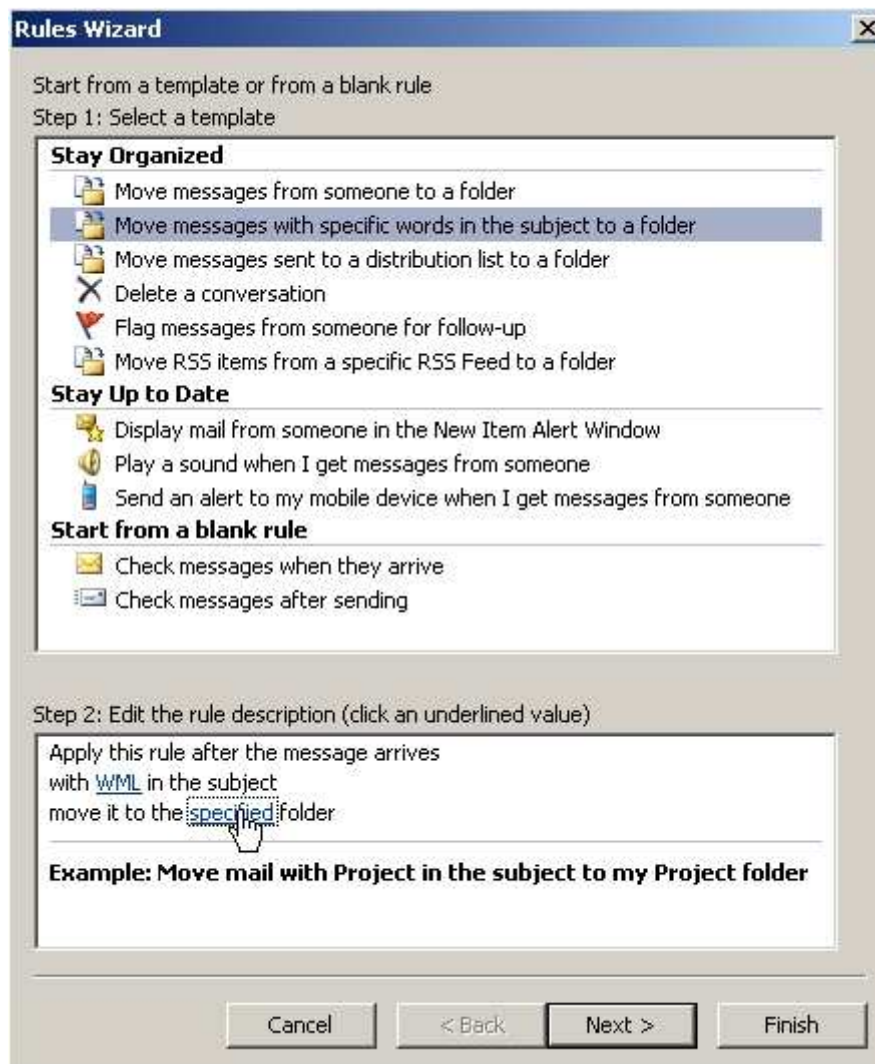 Rules Wizard
Start from a template or from a blank rule
Step 1: Select a template
Stay Organized
Move messages from someone to a folder
Move messages with specific words in the subject to a folder
Move messages sent to a distribution list to a folder
Delete a conversation
Flag messages from someone for follow-up
Move RSS items from a specific RSS Feed to a folder
Stay Up to Date
Display mail from someone in the New Item Alert Window
Play a sound when I get messages from someone
Send an alert to my mobile device when I get messages from someone
Start from a blank rule
Check messages when they arrive
Check messages after sending
Step 2: Edit the rule description (click an underlined value)
Apply this rule after the message arrives
with WML in the subject
move it to the specified folder
Example: Move mail with Project in the subject to my Project folder
Cancel < Back Next > Finish